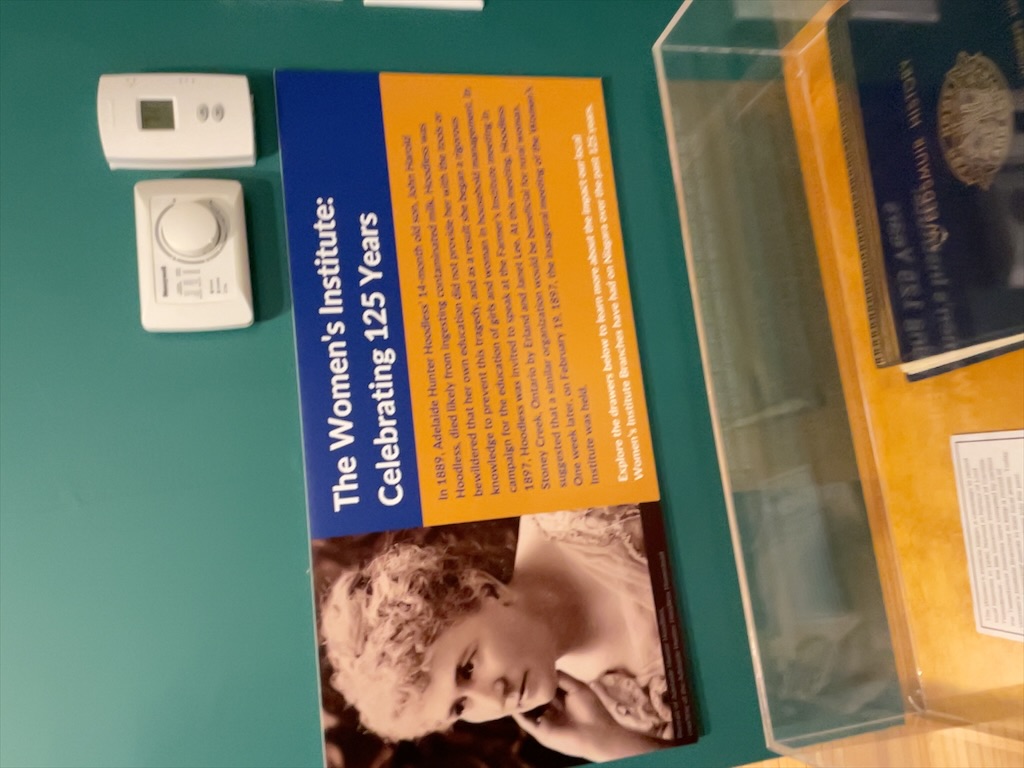 The Women's Institute:
Celebrating 125 Years
In 1889, Adelaide Hunter Hoodless' 14-month old son, John Harold
Hoodless, died likely from ingesting contaminated milk. Hoodless was
bewildered that her own education did not provide her with the tools or
knowledge to prevent this tragedy, and as a result she began a rigorous
campaign for the education of girls and woman in household management. In
1897, Hoodless was invited to speak at the Farmer's Institute meeting in
Stoney Creek, Ontario by Erland and Janet Lee. At this meeting, Hoodless
suggested that a similar organization would be beneficial for rural woman.
One week later, on February 19, 1897, the inaugural meeting of the Women's
Institute was held.
Explore the drawers below to learn more about the impact our local
Women's Institute Branches have had on Niagara over the past 125 years.
Honeywell
TWEEDSMUIR HISTORY